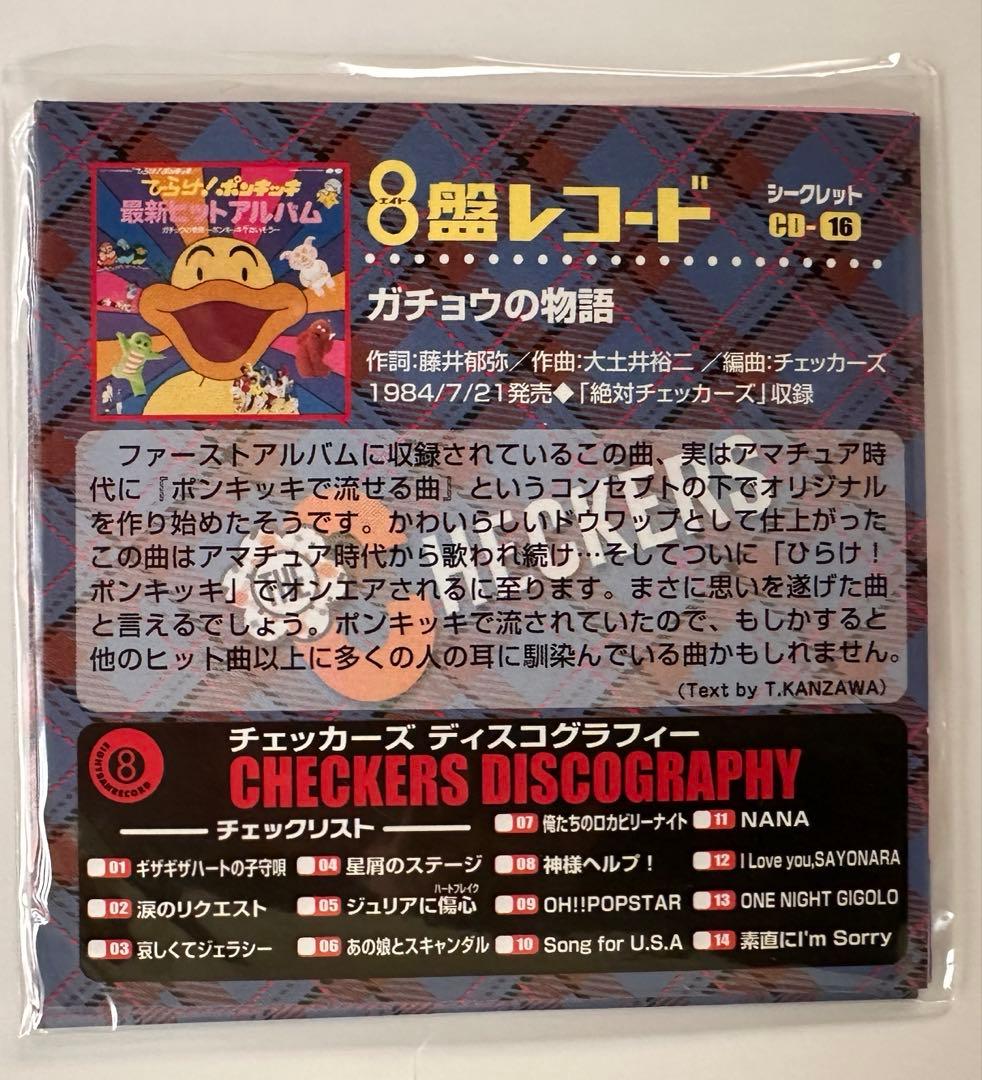 ひらけ!ポンキッキ
ひらけ!ポンキッキ
最新ヒットアルバム
8盤レコード
エイト
シークレット
CD-16
ガチョウの物語
作詞:藤井郁弥/作曲:大土井裕二/編曲:チェッカーズ
1984/7/21発売◆「絶対チェッカーズ」収録
ファーストアルバムに収録されているこの曲、実はアマチュア時
代に『ポンキッキで流せる曲』というコンセプトの下でオリジナル
を作り始めたそうです。かわいらしいドゥワップとして仕上がった
この曲はアマチュア時代から歌われ続け…そしてついに「ひらけ!
ポンキッキ」でオンエアされるに至ります。まさに思いを遂げた曲
と言えるでしょう。ポンキッキで流されていたので、もしかすると
他のヒット曲以上に多くの人の耳に馴染んでいる曲かもしれません。
(Text by T.KANZAWA)
CHECKERS
8
EIGHTBANRECORD
チェッカーズ ディスコグラフィー
CHECKERS DISCOGRAPHY
チェックリスト
01 ギザギザハートの子守唄
02 涙のリクエスト
03 哀しくてジェラシー
04 星屑のステージ
05 ジュリアに傷心
ハートブレイク
06 あの娘とスキャンダル
07 俺たちのロカビリーナイト
08 神様ヘルプ!
09 OH!!POPSTAR
10 Song for U.S.A
11 NANA
12 I Love you,SAYONARA
13 ONE NIGHT GIGOLO
14 素直にI'm Sorry